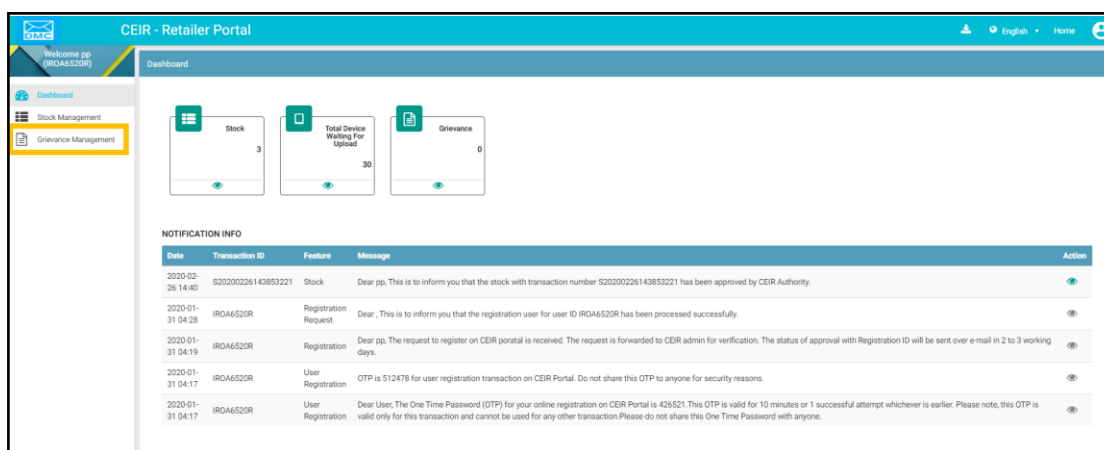 DMC
CEIR - Retailer Portal
English
Home
Welcome pp
(IROA6520R)
Dashboard
Dashboard
Stock Management
Grievance Management
Stock
3
Total Device
Waiting For
Upload
30
Grievance
0
NOTIFICATION INFO
Date Transaction ID Feature Message Action
2020-02-
26 14:40 S20200226143853221 Stock Dear pp, This is to inform you that the stock with transaction number S20200226143853221 has been approved by CEIR Authority.
2020-01-
31 04:28 IROA6520R Registration
Request Dear , This is to inform you that the registration user for user ID IROA6520R has been processed successfully.
2020-01-
31 04:19 IROA6520R Registration Dear pp, The request to register on CEIR poratal is received. The request is forwarded to CEIR admin for verification. The status of approval with Registration ID will be sent over e-mail in 2 to 3 working
days.
2020-01-
31 04:17 IROA6520R User
Registration OTP is 512478 for user registration transaction on CEIR Portal. Do not share this OTP to anyone for security reasons.
2020-01-
31 04:17 IROA6520R User
Registration Dear User, The One Time Password (OTP) for your online registration on CEIR Portal is 426521.This OTP is valid for 10 minutes or 1 successful attempt whichever is earlier. Please note, this OTP is
valid only for this transaction and cannot be used for any other transaction.Please do not share this One Time Password with anyone.